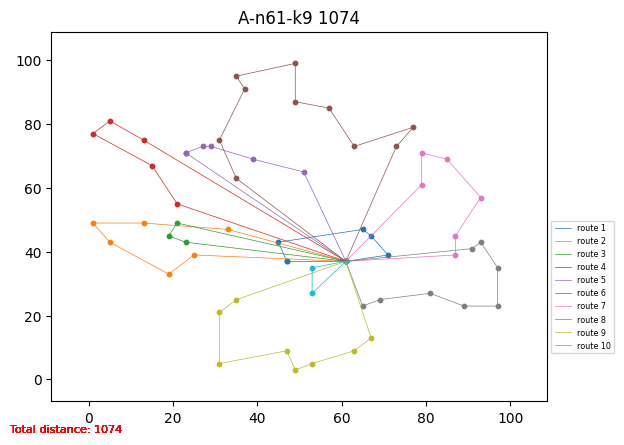 A-n61-k9 1074
100
80
60
40
20
0
0 20 40 60 80 100
route 1
route 2
route 3
route 4
route 5
route 6
route 7
route 8
route 9
route 10
Total distance: 1074